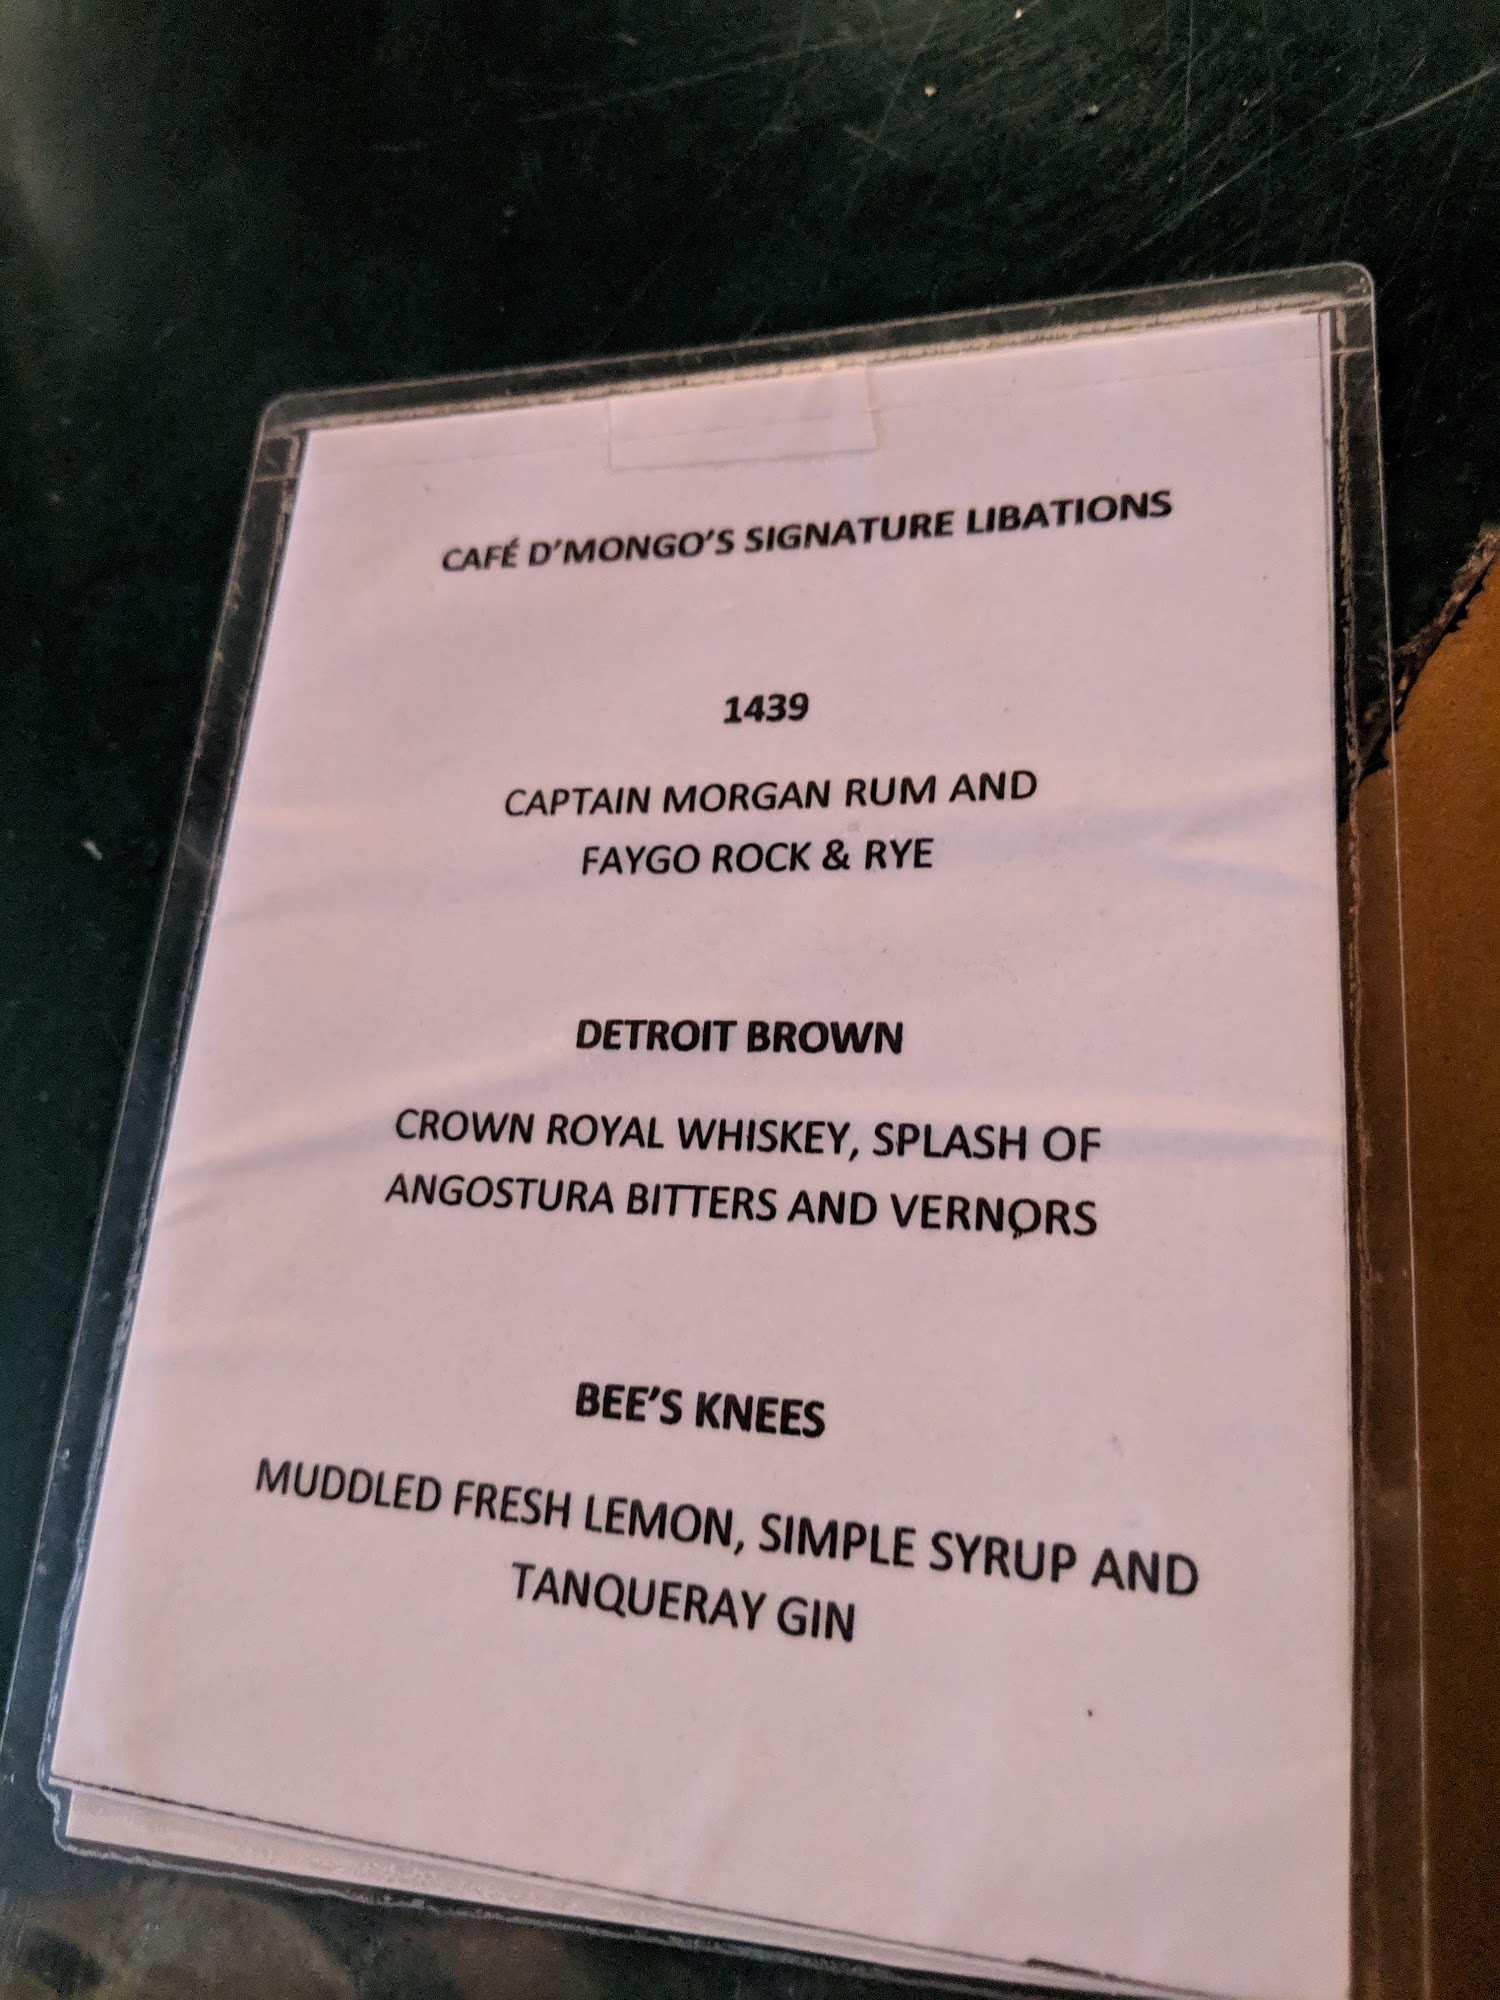 CAFÉ D’MONGO’S SIGNATURE LIBATIONS
1439
CAPTAIN MORGAN RUM AND
FAYGO ROCK & RYE
DETROIT BROWN
CROWN ROYAL WHISKEY, SPLASH OF
ANGOSTURA BITTERS AND VERNORS
BEE’S KNEES
MUDDLED FRESH LEMON, SIMPLE SYRUP AND
TANQUERAY GIN